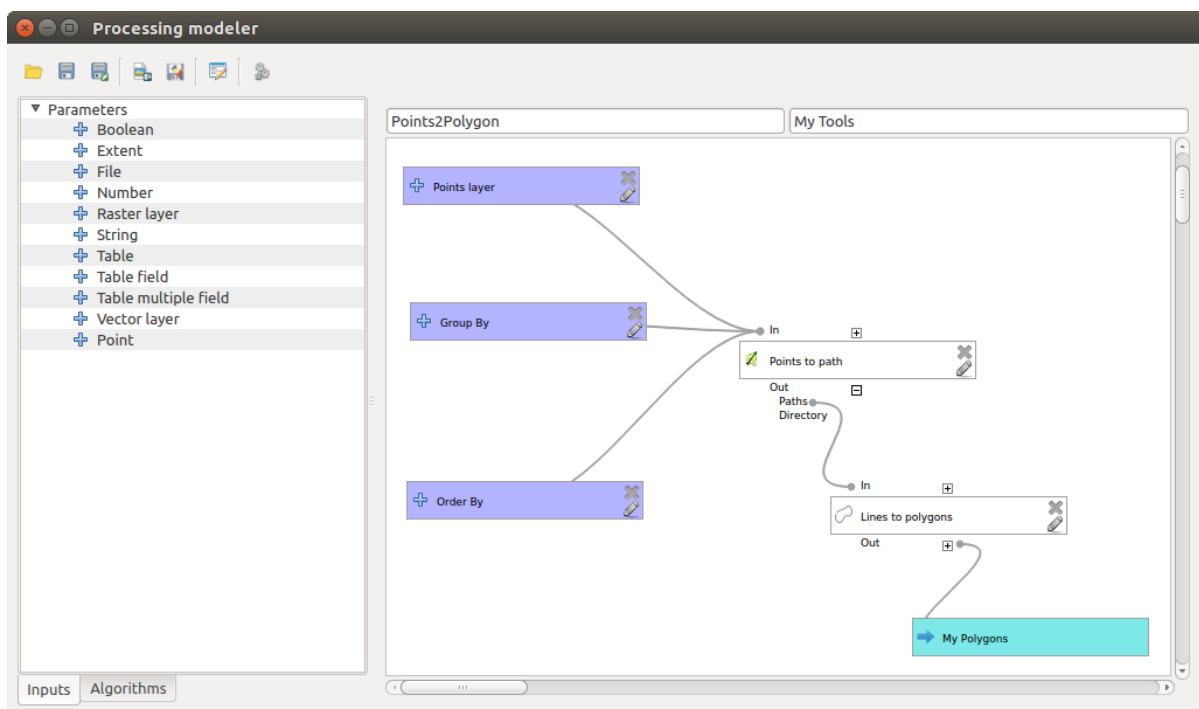 Processing modeler
Parameters
Boolean
Extent
File
Number
Raster layer
String
Table
Table field
Table multiple field
Vector layer
Point
Inputs
Algorithms
Points2Polygon
My Tools
Points layer
Group By
In
Points to path
Out
Paths
Directory
Order By
In
Lines to polygons
Out
My Polygons